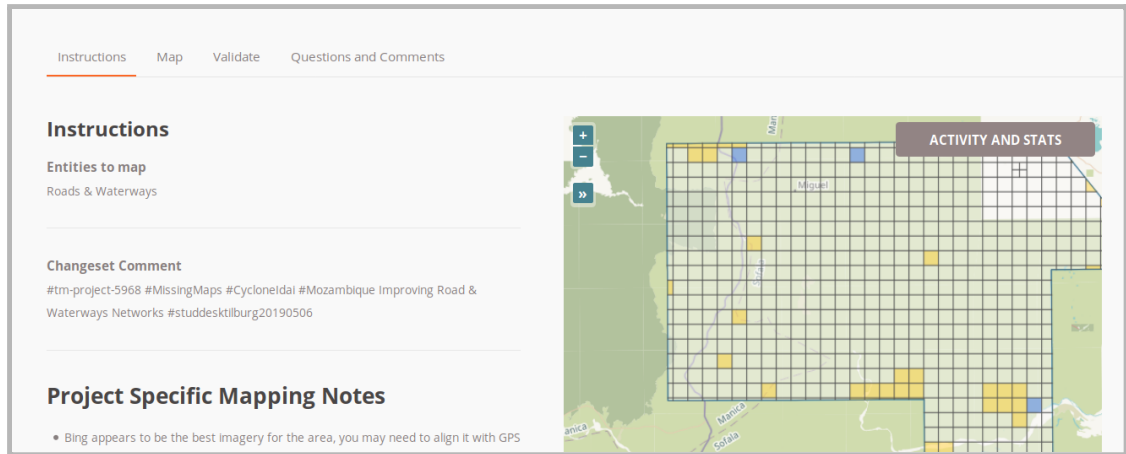 Instructions Map Validate Questions and Comments
Instructions
Entities to map
Roads & Waterways
Changeset Comment
#tm-project-5968 #MissingMaps #CycloneIdai #Mozambique Improving Road &
Waterways Networks #studdesktilburg20190506
Project Specific Mapping Notes
• Bing appears to be the best imagery for the area, you may need to align it with GPS
+
−
»
ACTIVITY AND STATS
Miguel
Sofala
Manica
Sofala